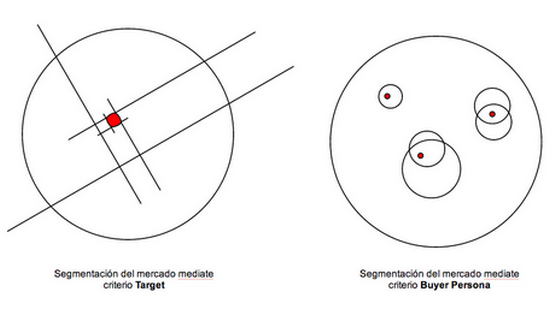 Segmentación del mercado mediate
criterio Target
Segmentación del mercado mediate
criterio Buyer Persona